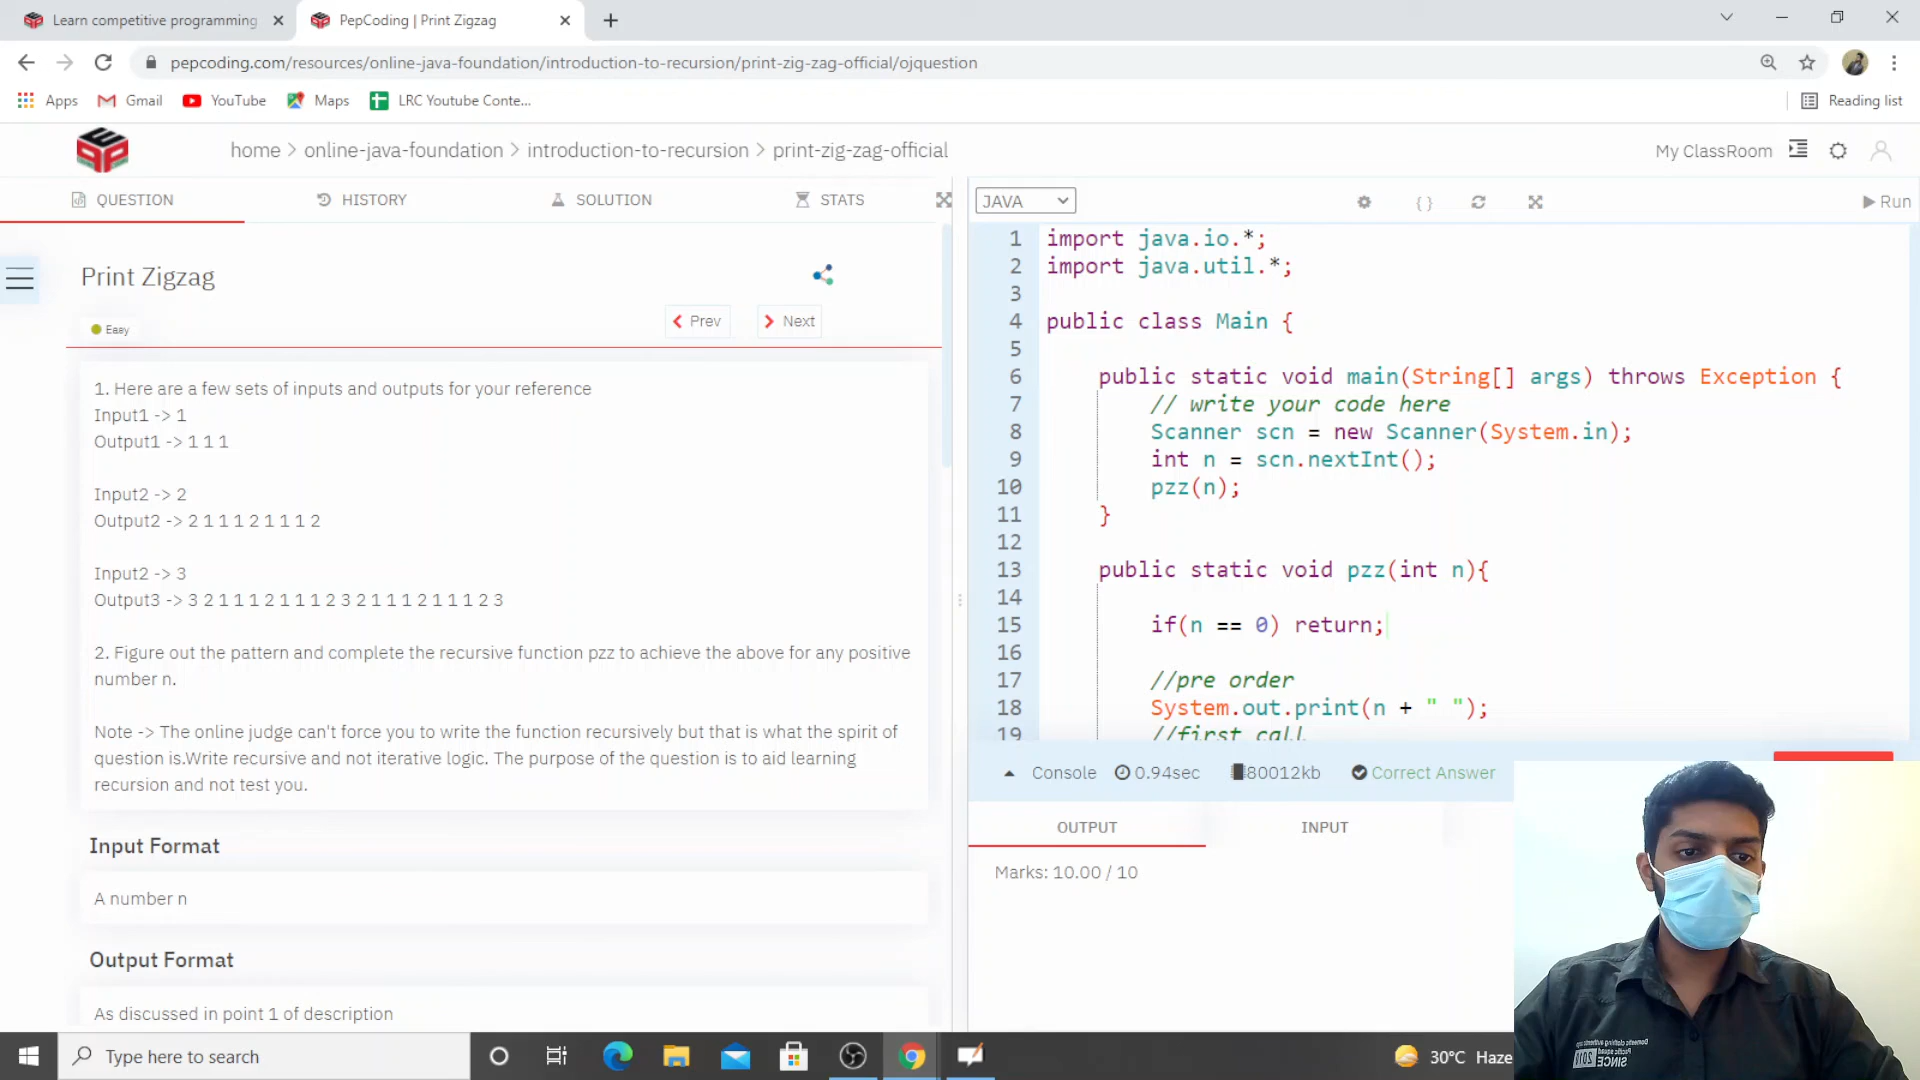 Learn competitive programming
PepCoding | Print Zigzag
pepcoding.com/resources/online-java-foundation/introduction-to-recursion/print-zig-zag-official/ojquestion
Apps
Gmail
YouTube
Maps
LRC Youtube Conte...
Reading list
home > online-java-foundation > introduction-to-recursion > print-zig-zag-official
My ClassRoom
QUESTION
HISTORY
SOLUTION
STATS
JAVA
{ }
Run
Print Zigzag
Easy
Prev
Next
1. Here are a few sets of inputs and outputs for your reference
Input1 -> 1
Output1 -> 1 1 1
Input2 -> 2
Output2 -> 2 1 1 1 2 1 1 1 2
Input2 -> 3
Output3 -> 3 2 1 1 1 2 1 1 1 2 3 2 1 1 1 2 1 1 1 2 3
2. Figure out the pattern and complete the recursive function pzz to achieve the above for any positive
number n.
Note -> The online judge can't force you to write the function recursively but that is what the spirit of
question is.Write recursive and not iterative logic. The purpose of the question is to aid learning
recursion and not test you.
Input Format
A number n
Output Format
As discussed in point 1 of description
1 import java.io.*;
2 import java.util.*;
3
4 public class Main {
5
6 public static void main(String[] args) throws Exception {
7 // write your code here
8 Scanner scn = new Scanner(System.in);
9 int n = scn.nextInt();
10 pzz(n);
11 }
12
13 public static void pzz(int n){
14
15 if(n == 0) return;
16
17 //pre order
18 System.out.print(n + " ");
19 //first call
Console
0.94sec
80012kb
Correct Answer
OUTPUT
INPUT
Marks: 10.00 / 10
SINCE
Type here to search
30°C Haze